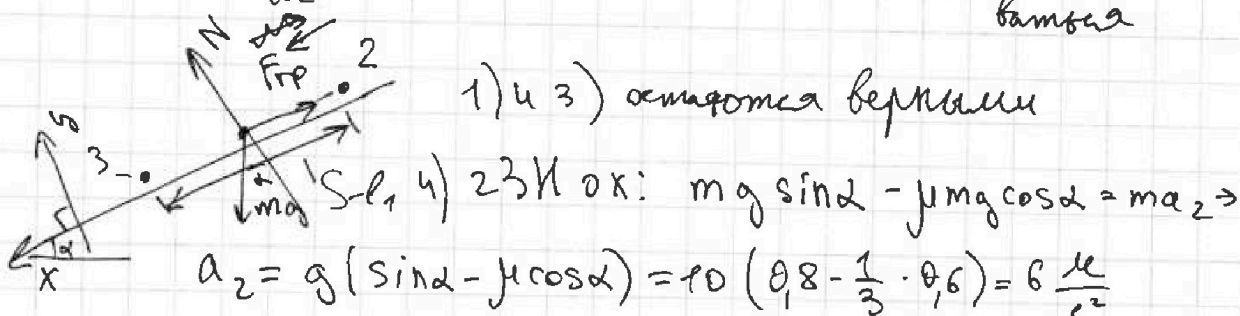 ваться
N
Fтр
2
1) и 3) остаются верными
y
3
S-l₁
mg
α
4) 2ЗН ox: mg sinα - μmg cosα = ma₂ ⇒
x
α
a₂ = g(sinα - μcosα) = 10 (0,8 - 1/3 · 0,6) = 6 м/с²